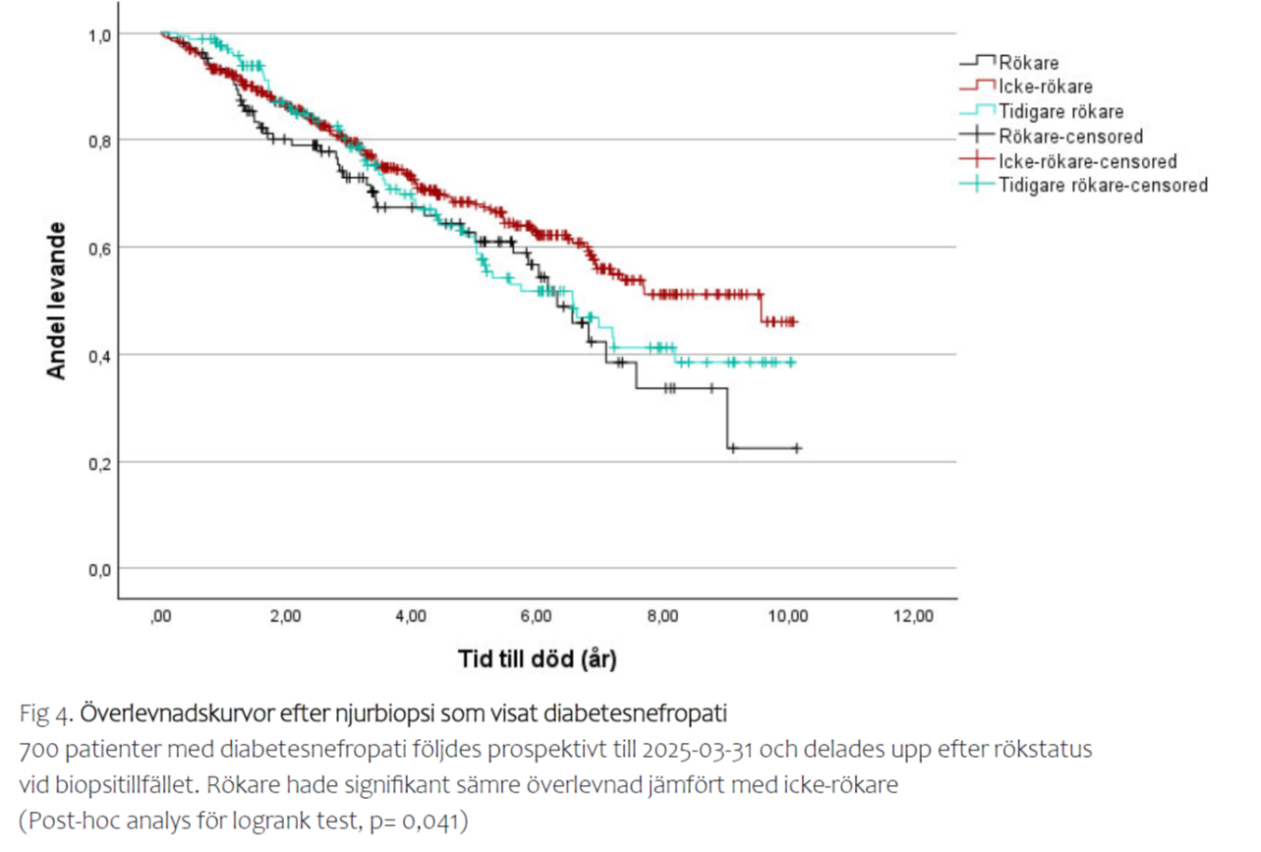 1,0
0,8
0,6
0,4
0,2
0,0
Andel levande
,00
2,00
4,00
6,00
8,00
10,00
12,00
Tid till död (år)
Rökare
Icke-rökare
Tidigare rökare
Rökare-censored
Icke-rökare-censored
Tidigare rökare-censored
Fig 4. Överlevnadskurvor efter njurbiopsi som visat diabetesnefropati
700 patienter med diabetesnefropati följdes prospektivt till 2025-03-31 och delades upp efter rökstatus
vid biopsitillfället. Rökare hade signifikant sämre överlevnad jämfört med icke-rökare
(Post-hoc analys för logrank test, p= 0,041)